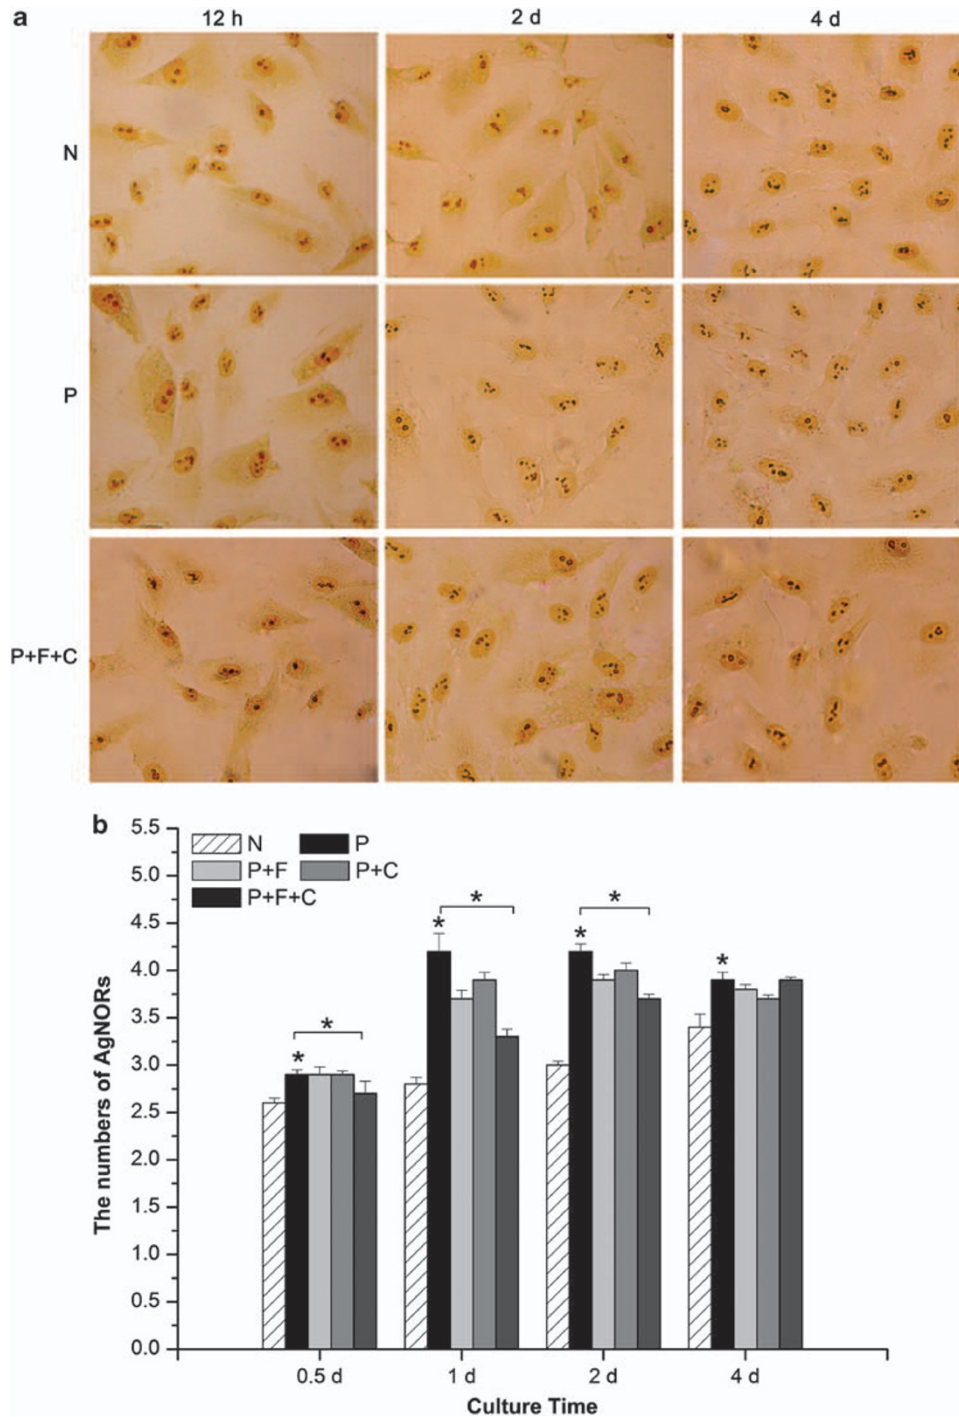 a 12 h 2 d 4 d
N
P
P+F+C
b
5.5
5.0
4.5
4.0
3.5
3.0
2.5
2.0
1.5
1.0
0.5
0.0
The numbers of AgNORs
N P
P+F P+C
P+F+C
* *
* *
*
* *
0.5 d 1 d 2 d 4 d
Culture Time